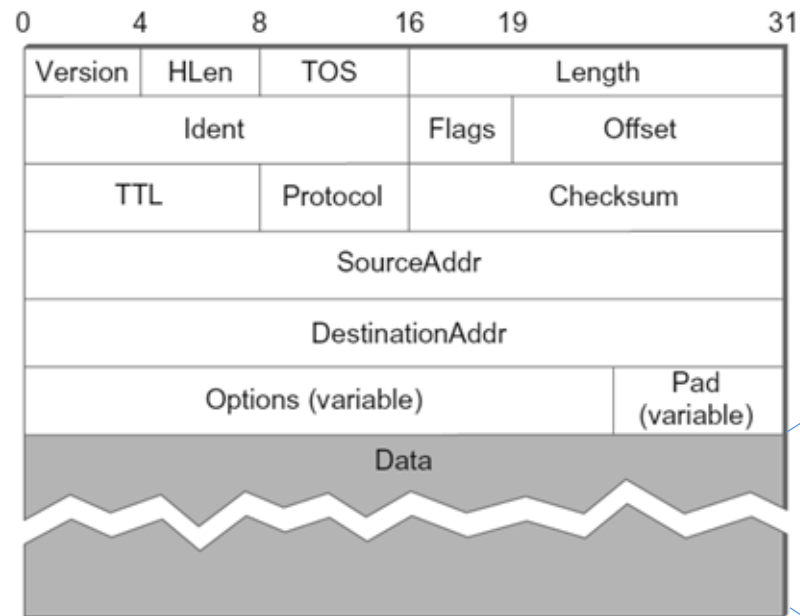 0 4 8 16 19 31
Version HLen TOS Length
Ident Flags Offset
TTL Protocol Checksum
SourceAddr
DestinationAddr
Options (variable) Pad
(variable)
Data